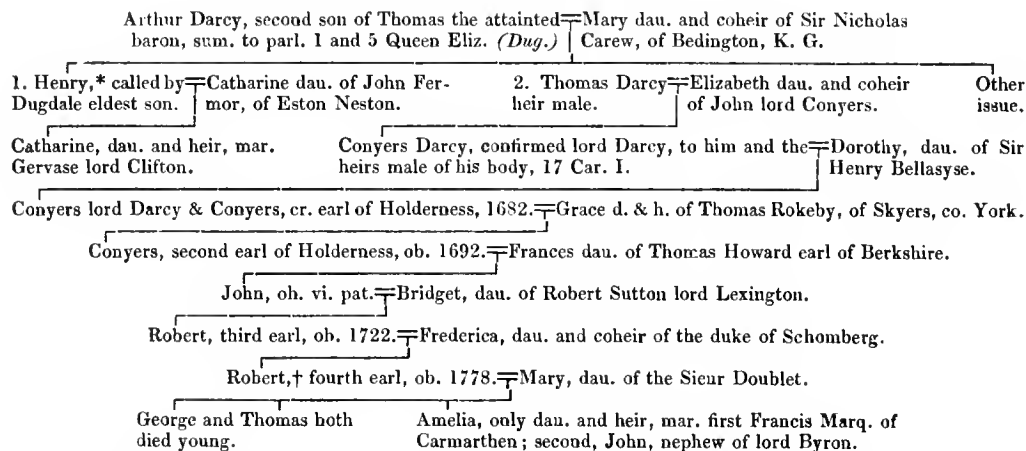 Arthur Darcy, second son of Thomas the attainted Mary dau. and coheir of Sir Nicholas
baron, sum. to parl. 1 and 5 Queen Eliz. (Dug.) Carew, of Bedington, K. G.
1. Henry,* called by Catharine dau. of John Fer- 2. Thomas Darcy Elizabeth dau. and coheir Other
Dugdale eldest son. mor, of Eston Neston. heir male. of John lord Conyers. issue.
Catharine, dau. and heir, mar. Conyers Darcy, confirmed lord Darcy, to him and the Dorothy, dau. of Sir
Gervase lord Clifton. heirs male of his body, 17 Car. I. Henry Bellasyse.
Conyers lord Darcy & Conyers, cr. earl of Holderness, 1682. Grace d. & h. of Thomas Rokeby, of Skyers, co. York.
Conyers, second earl of Holderness, ob. 1692. Frances dau. of Thomas Howard earl of Berkshire.
John, ob. vi. pat. Bridget, dau. of Robert Sutton lord Lexington.
Robert, third earl, ob. 1722. Frederica, dau. and coheir of the duke of Schomberg.
Robert,† fourth earl, ob. 1778. Mary, dau. of the Sieur Doublet.
George and Thomas both Amelia, only dau. and heir, mar. first Francis Marq. of
died young. Carmarthen; second, John, nephew of lord Byron.